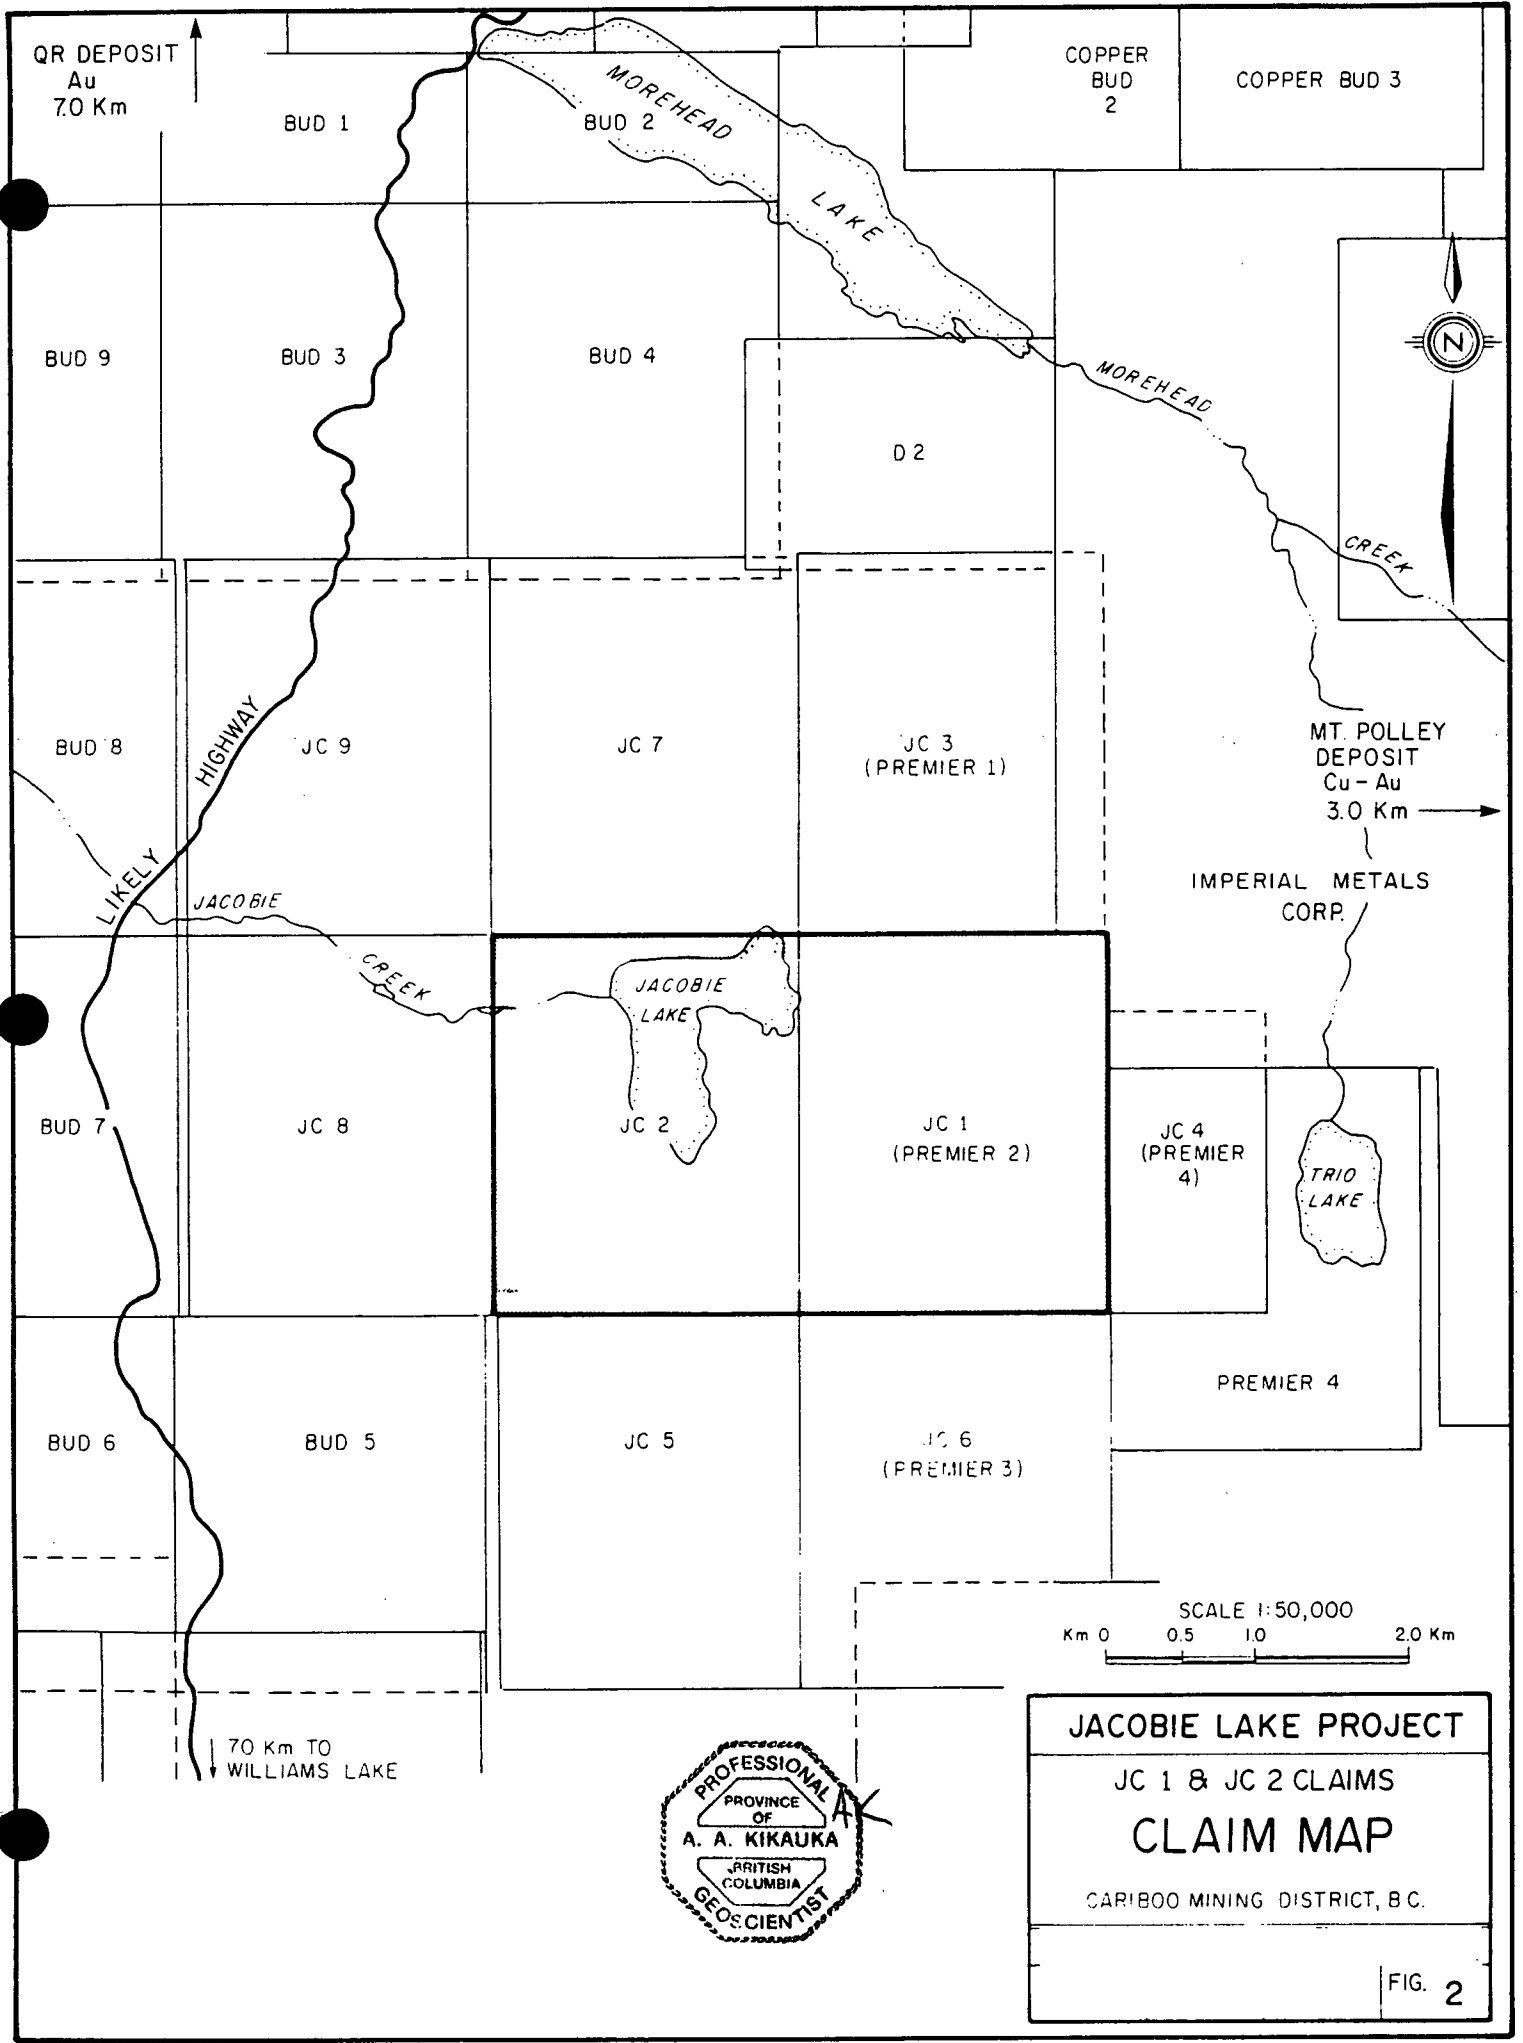 QR DEPOSIT
Au
7.0 Km
BUD 1
BUD 2
MOREHEAD
LAKE
COPPER
BUD
2
COPPER BUD 3
N
BUD 9
BUD 3
BUD 4
D 2
MOREHEAD
CREEK
BUD 8
LIKELY HIGHWAY
JC 9
JC 7
JC 3
(PREMIER 1)
MT. POLLEY
DEPOSIT
Cu - Au
3.0 Km
IMPERIAL METALS
CORP.
JACOBIE
CREEK
JACOBIE
LAKE
BUD 7
JC 8
JC 2
JC 1
(PREMIER 2)
JC 4
(PREMIER
4)
TRIO
LAKE
PREMIER 4
BUD 6
BUD 5
JC 5
JC 6
(PREMIER 3)
SCALE 1:50,000
Km 0 0.5 1.0 2.0 Km
70 Km TO
WILLIAMS LAKE
PROFESSIONAL
PROVINCE
OF
A. A. KIKAUKA
BRITISH
COLUMBIA
GEOSCIENTIST
AK
JACOBIE LAKE PROJECT
JC 1 & JC 2 CLAIMS
CLAIM MAP
CARIBOO MINING DISTRICT, B C.
FIG. 2